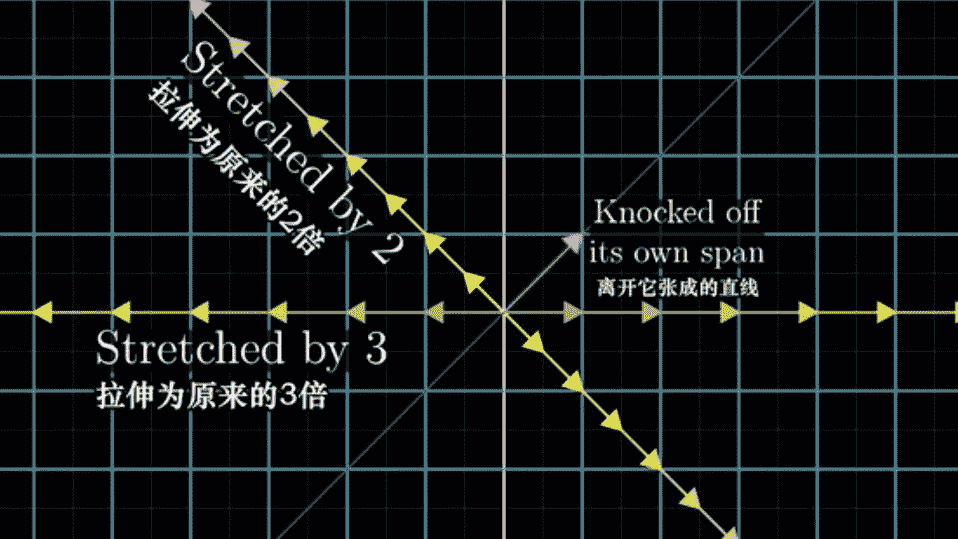 Stretched by 2
拉伸为原来的2倍
Knocked off
its own span
离开它张成的直线
Stretched by 3
拉伸为原来的3倍